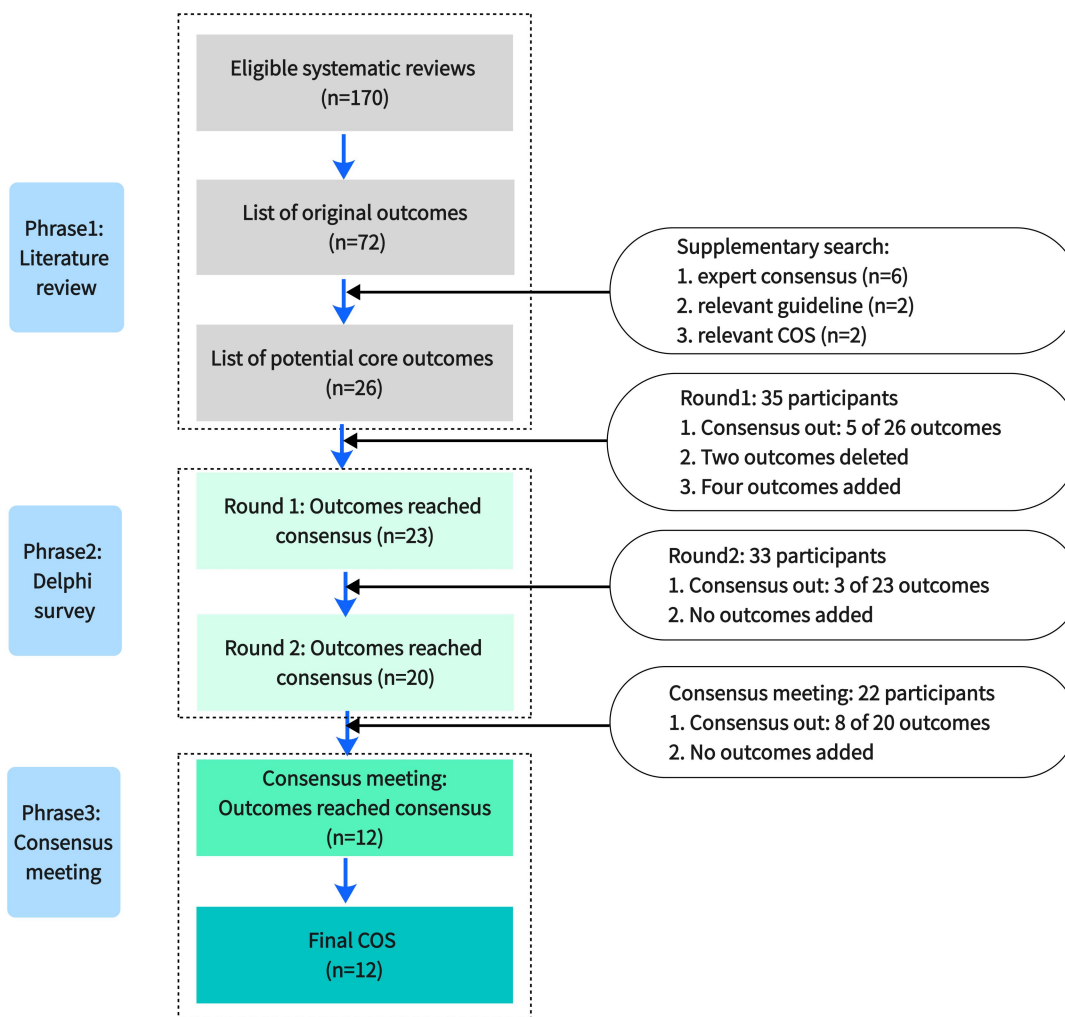 Eligible systematic reviews
(n=170)
Phrase1:
Literature
review
List of original outcomes
(n=72)
Supplementary search:
1. expert consensus (n=6)
2. relevant guideline (n=2)
3. relevant COS (n=2)
List of potential core outcomes
(n=26)
Round1: 35 participants
1. Consensus out: 5 of 26 outcomes
2. Two outcomes deleted
3. Four outcomes added
Phrase2:
Delphi
survey
Round 1: Outcomes reached
consensus (n=23)
Round2: 33 participants
1. Consensus out: 3 of 23 outcomes
2. No outcomes added
Round 2: Outcomes reached
consensus (n=20)
Consensus meeting: 22 participants
1. Consensus out: 8 of 20 outcomes
2. No outcomes added
Phrase3:
Consensus
meeting
Consensus meeting:
Outcomes reached consensus
(n=12)
Final COS
(n=12)